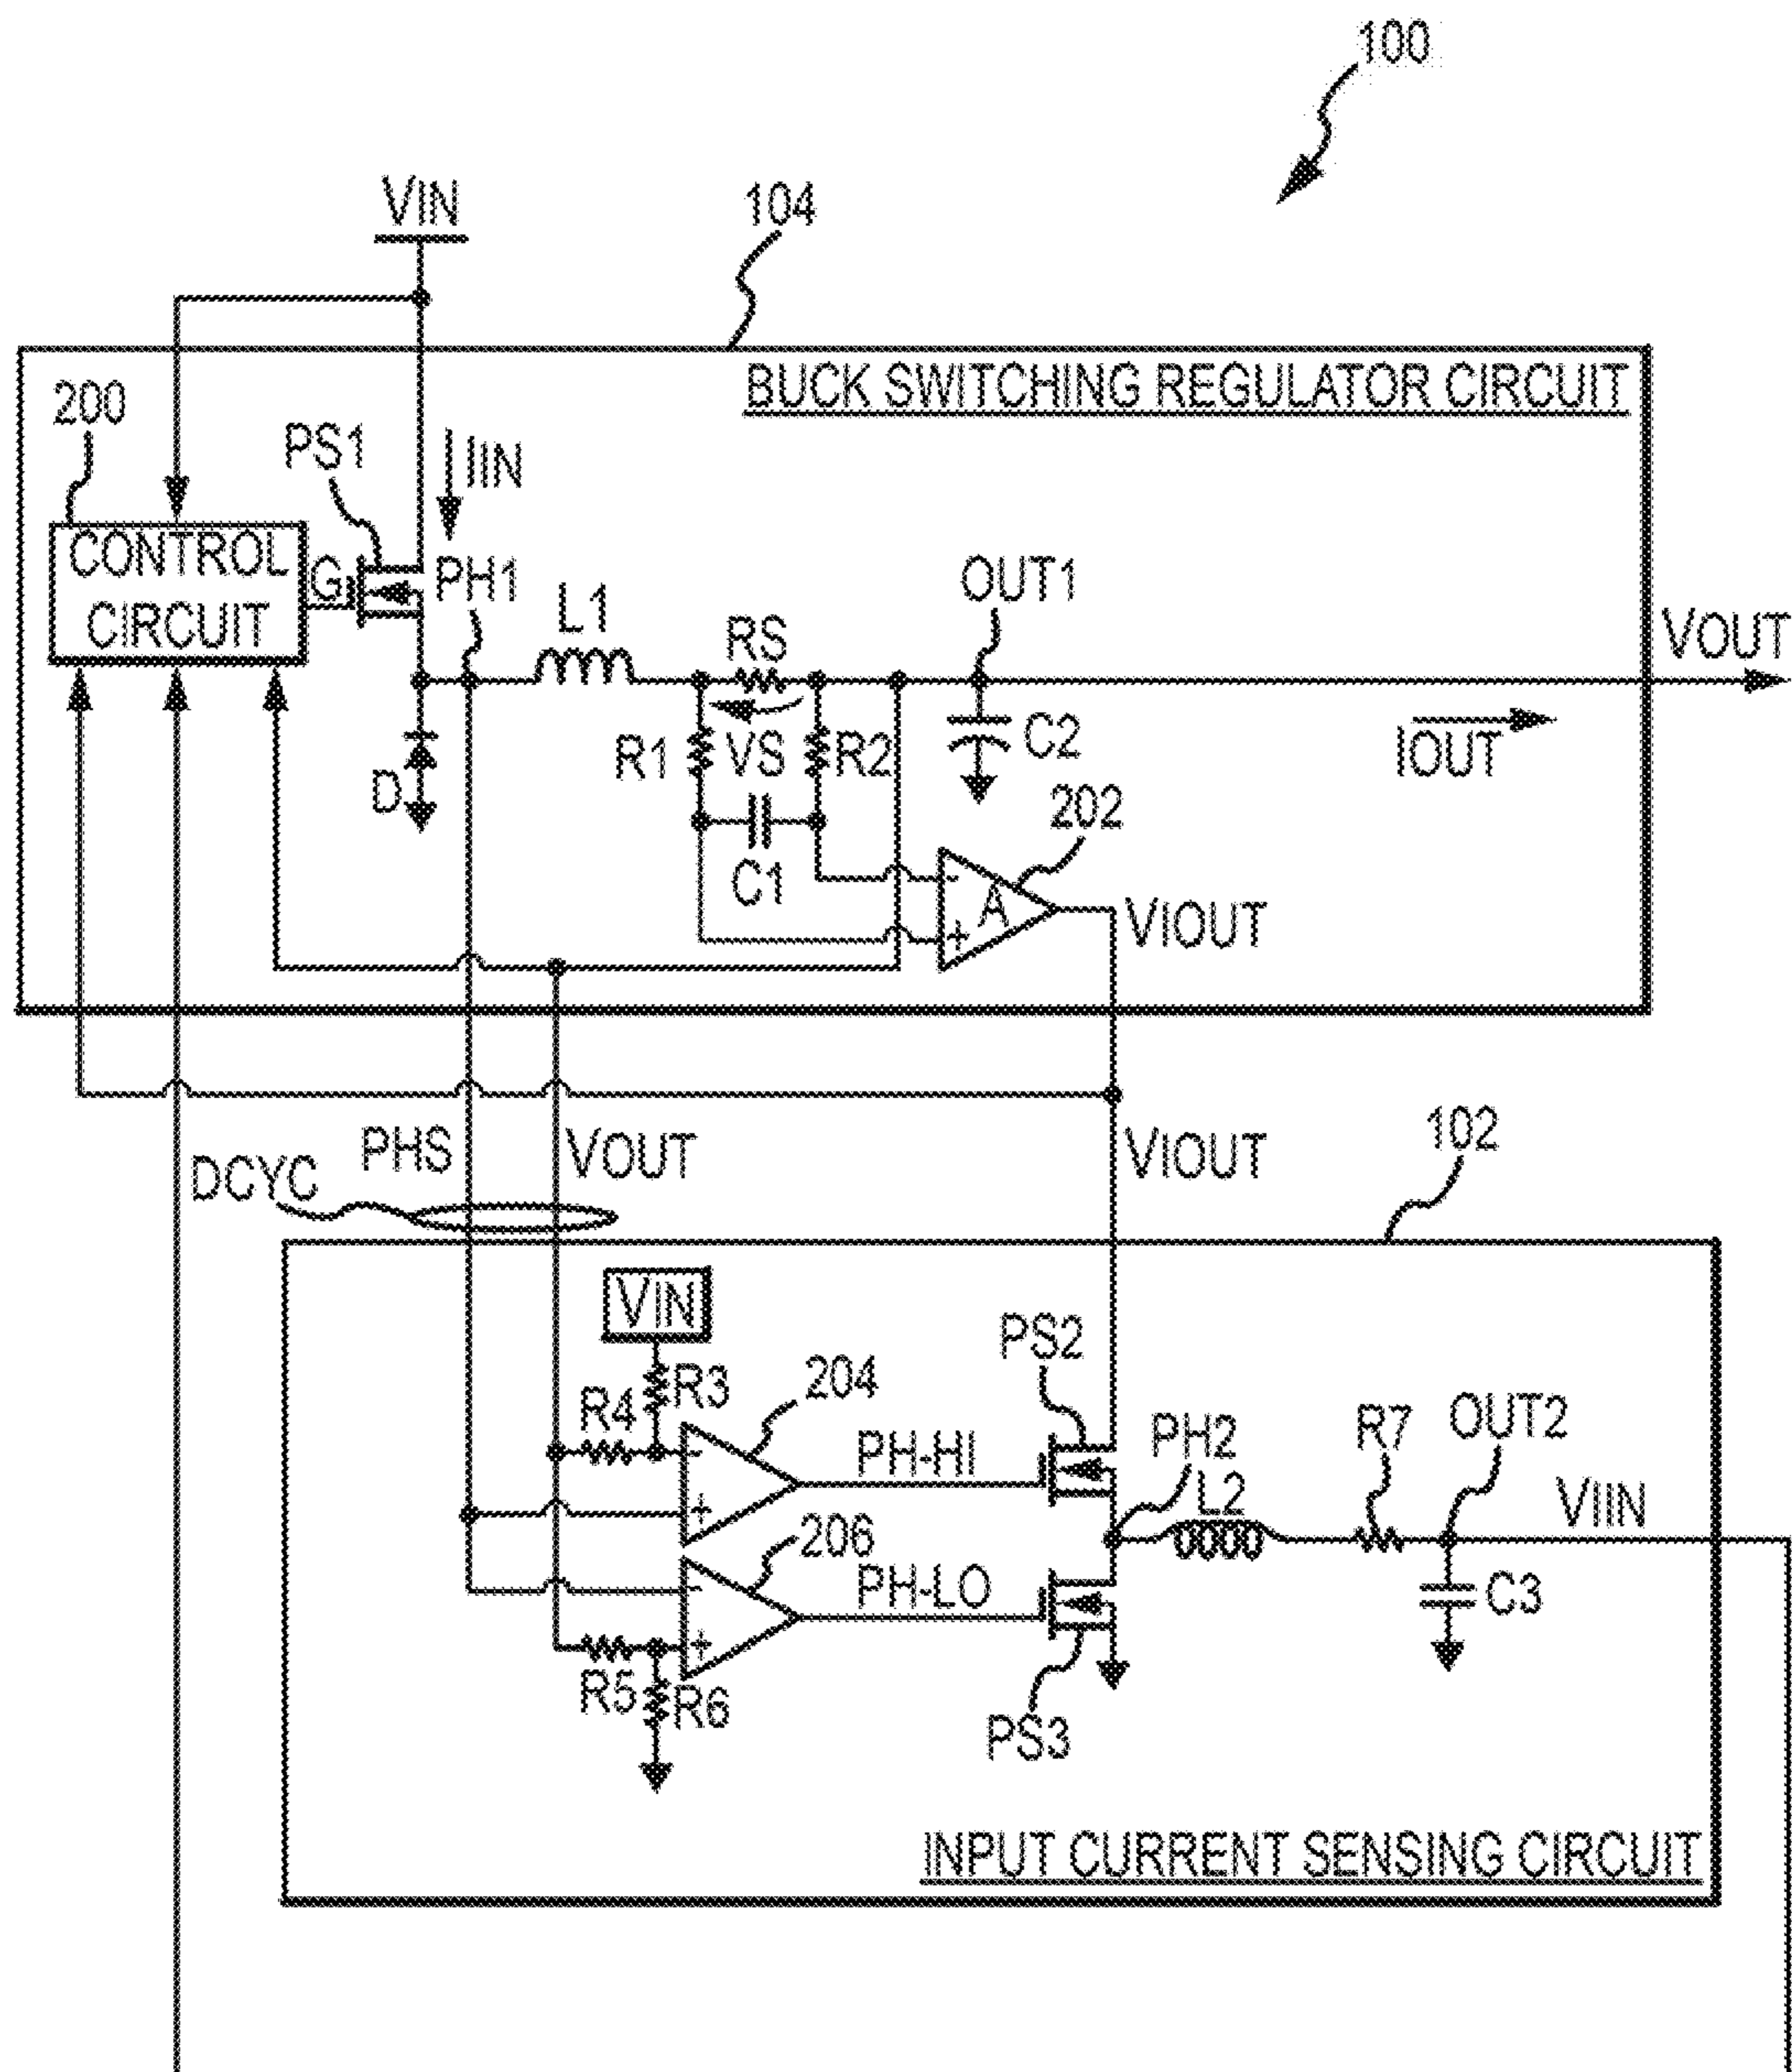 100
VIN
104
BUCK SWITCHING REGULATOR CIRCUIT
200
PS1
IIN
CONTROL
CIRCUIT
G
PH1
L1
RS
OUT1
VOUT
R1
VS
R2
C2
IOUT
D
C1
202
-
A
+
VIOUT
PHS
VOUT
VIOUT
102
DCYC
VIN
PS2
R3
204
R4
-
+
PH-HI
PH2
R7
OUT2
L2
VIIN
206
-
+
PH-LO
C3
R5
R6
PS3
INPUT CURRENT SENSING CIRCUIT